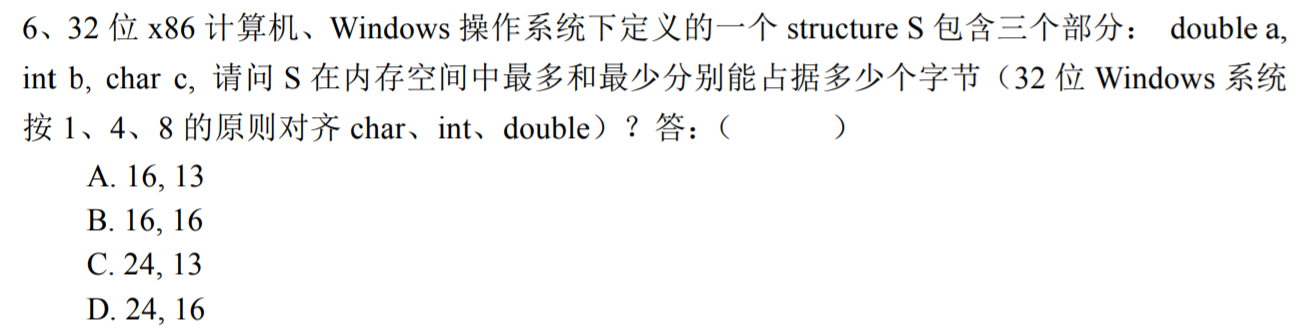 6、32 位 x86 计算机、Windows 操作系统下定义的一个 structure S 包含三个部分： double a,
int b, char c, 请问 S 在内存空间中最多和最少分别能占据多少个字节（32 位 Windows 系统
按 1、4、8 的原则对齐 char、int、double）？答：（ ）
A. 16, 13
B. 16, 16
C. 24, 13
D. 24, 16